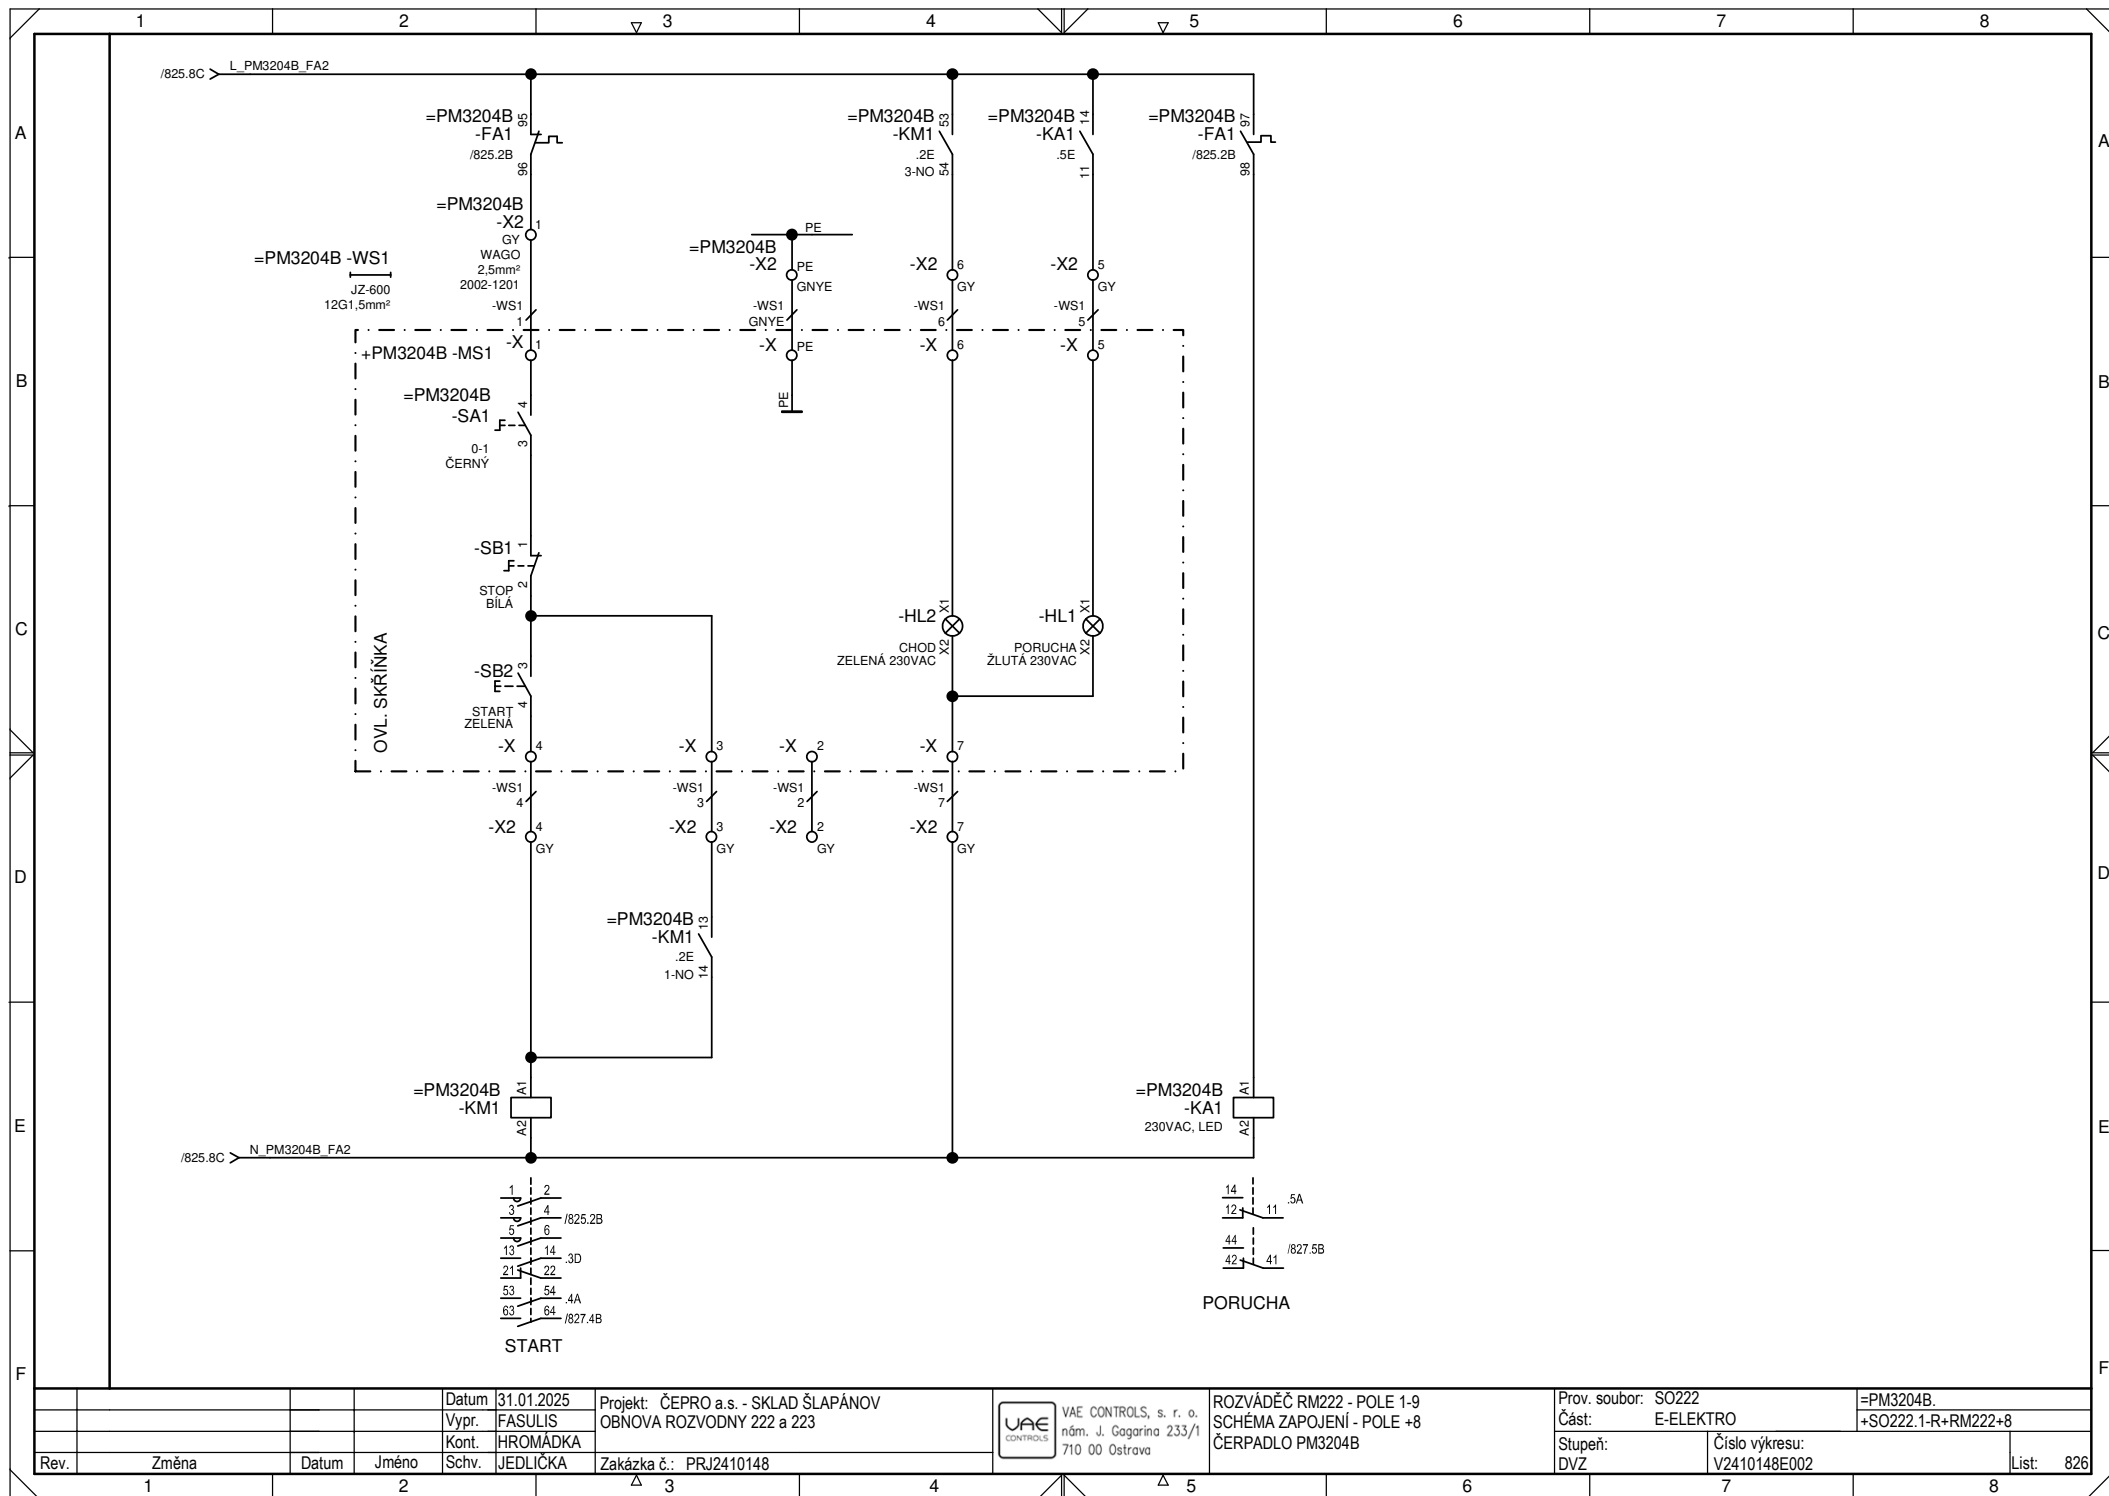 1 2 3 4 5 6 7 8
/825.8C L_PM3204B_FA2
A A
=PM3204B 95
-FA1
/825.2B
96
=PM3204B 53
-KM1
.2E
3-NO 54
=PM3204B 14
-KA1
.5E
11
=PM3204B 97
-FA1
/825.2B
98
=PM3204B
-X2 1
GY
WAGO
2,5mm²
2002-1201
-WS1
1
=PM3204B -WS1
JZ-600
12G1,5mm²
PE
=PM3204B
-X2 PE
GNYE
-WS1
GNYE
-X PE
PE
-X2 6
GY
-WS1
6
-X 6
-X2 5
GY
-WS1
5
-X 5
B B
-X 1
+PM3204B -MS1
=PM3204B 4
-SA1
3
0-1
ČERNÝ
-SB1 1
2
STOP
BÍLÁ
C C
OVL. SKŘÍŇKA
-SB2 3
4
START
ZELENÁ
-HL2 X1
X2
CHOD
ZELENÁ 230VAC
-HL1 X1
X2
PORUCHA
ŽLUTÁ 230VAC
-X 4 -X 3 -X 2 -X 7
-WS1 -WS1 -WS1 -WS1
4 3 2 7
-X2 4 -X2 3 -X2 2 -X2 7
GY GY GY GY
D D
=PM3204B 13
-KM1
.2E
1-NO 14
=PM3204B A1
-KM1
A2
=PM3204B A1
-KA1
230VAC, LED A2
E E
/825.8C N_PM3204B_FA2
1 2
3 4 /825.2B
5 6
13 14 .3D
21 22
53 54 .4A
63 64 /827.4B
START
14 .5A
12 11
44 /827.5B
42 41
PORUCHA
F F
Datum 31.01.2025
Vypr. FASULIS
Kont. HROMÁDKA
Rev. Změna Datum Jméno Schv. JEDLIČKA
Projekt: ČEPRO a.s. - SKLAD ŠLAPÁNOV
OBNOVA ROZVODNY 222 a 223
Zakázka č.: PRJ2410148
VAE
CONTROLS
VAE CONTROLS, s. r. o.
nám. J. Gagarina 233/1
710 00 Ostrava
ROZVÁDĚČ RM222 - POLE 1-9
SCHÉMA ZAPOJENÍ - POLE +8
ČERPADLO PM3204B
Prov. soubor: SO222
Část: E-ELEKTRO
Stupeň:
DVZ
Číslo výkresu:
V2410148E002
=PM3204B.
+SO222.1-R+RM222+8
List: 826
1 2 3 4 5 6 7 8